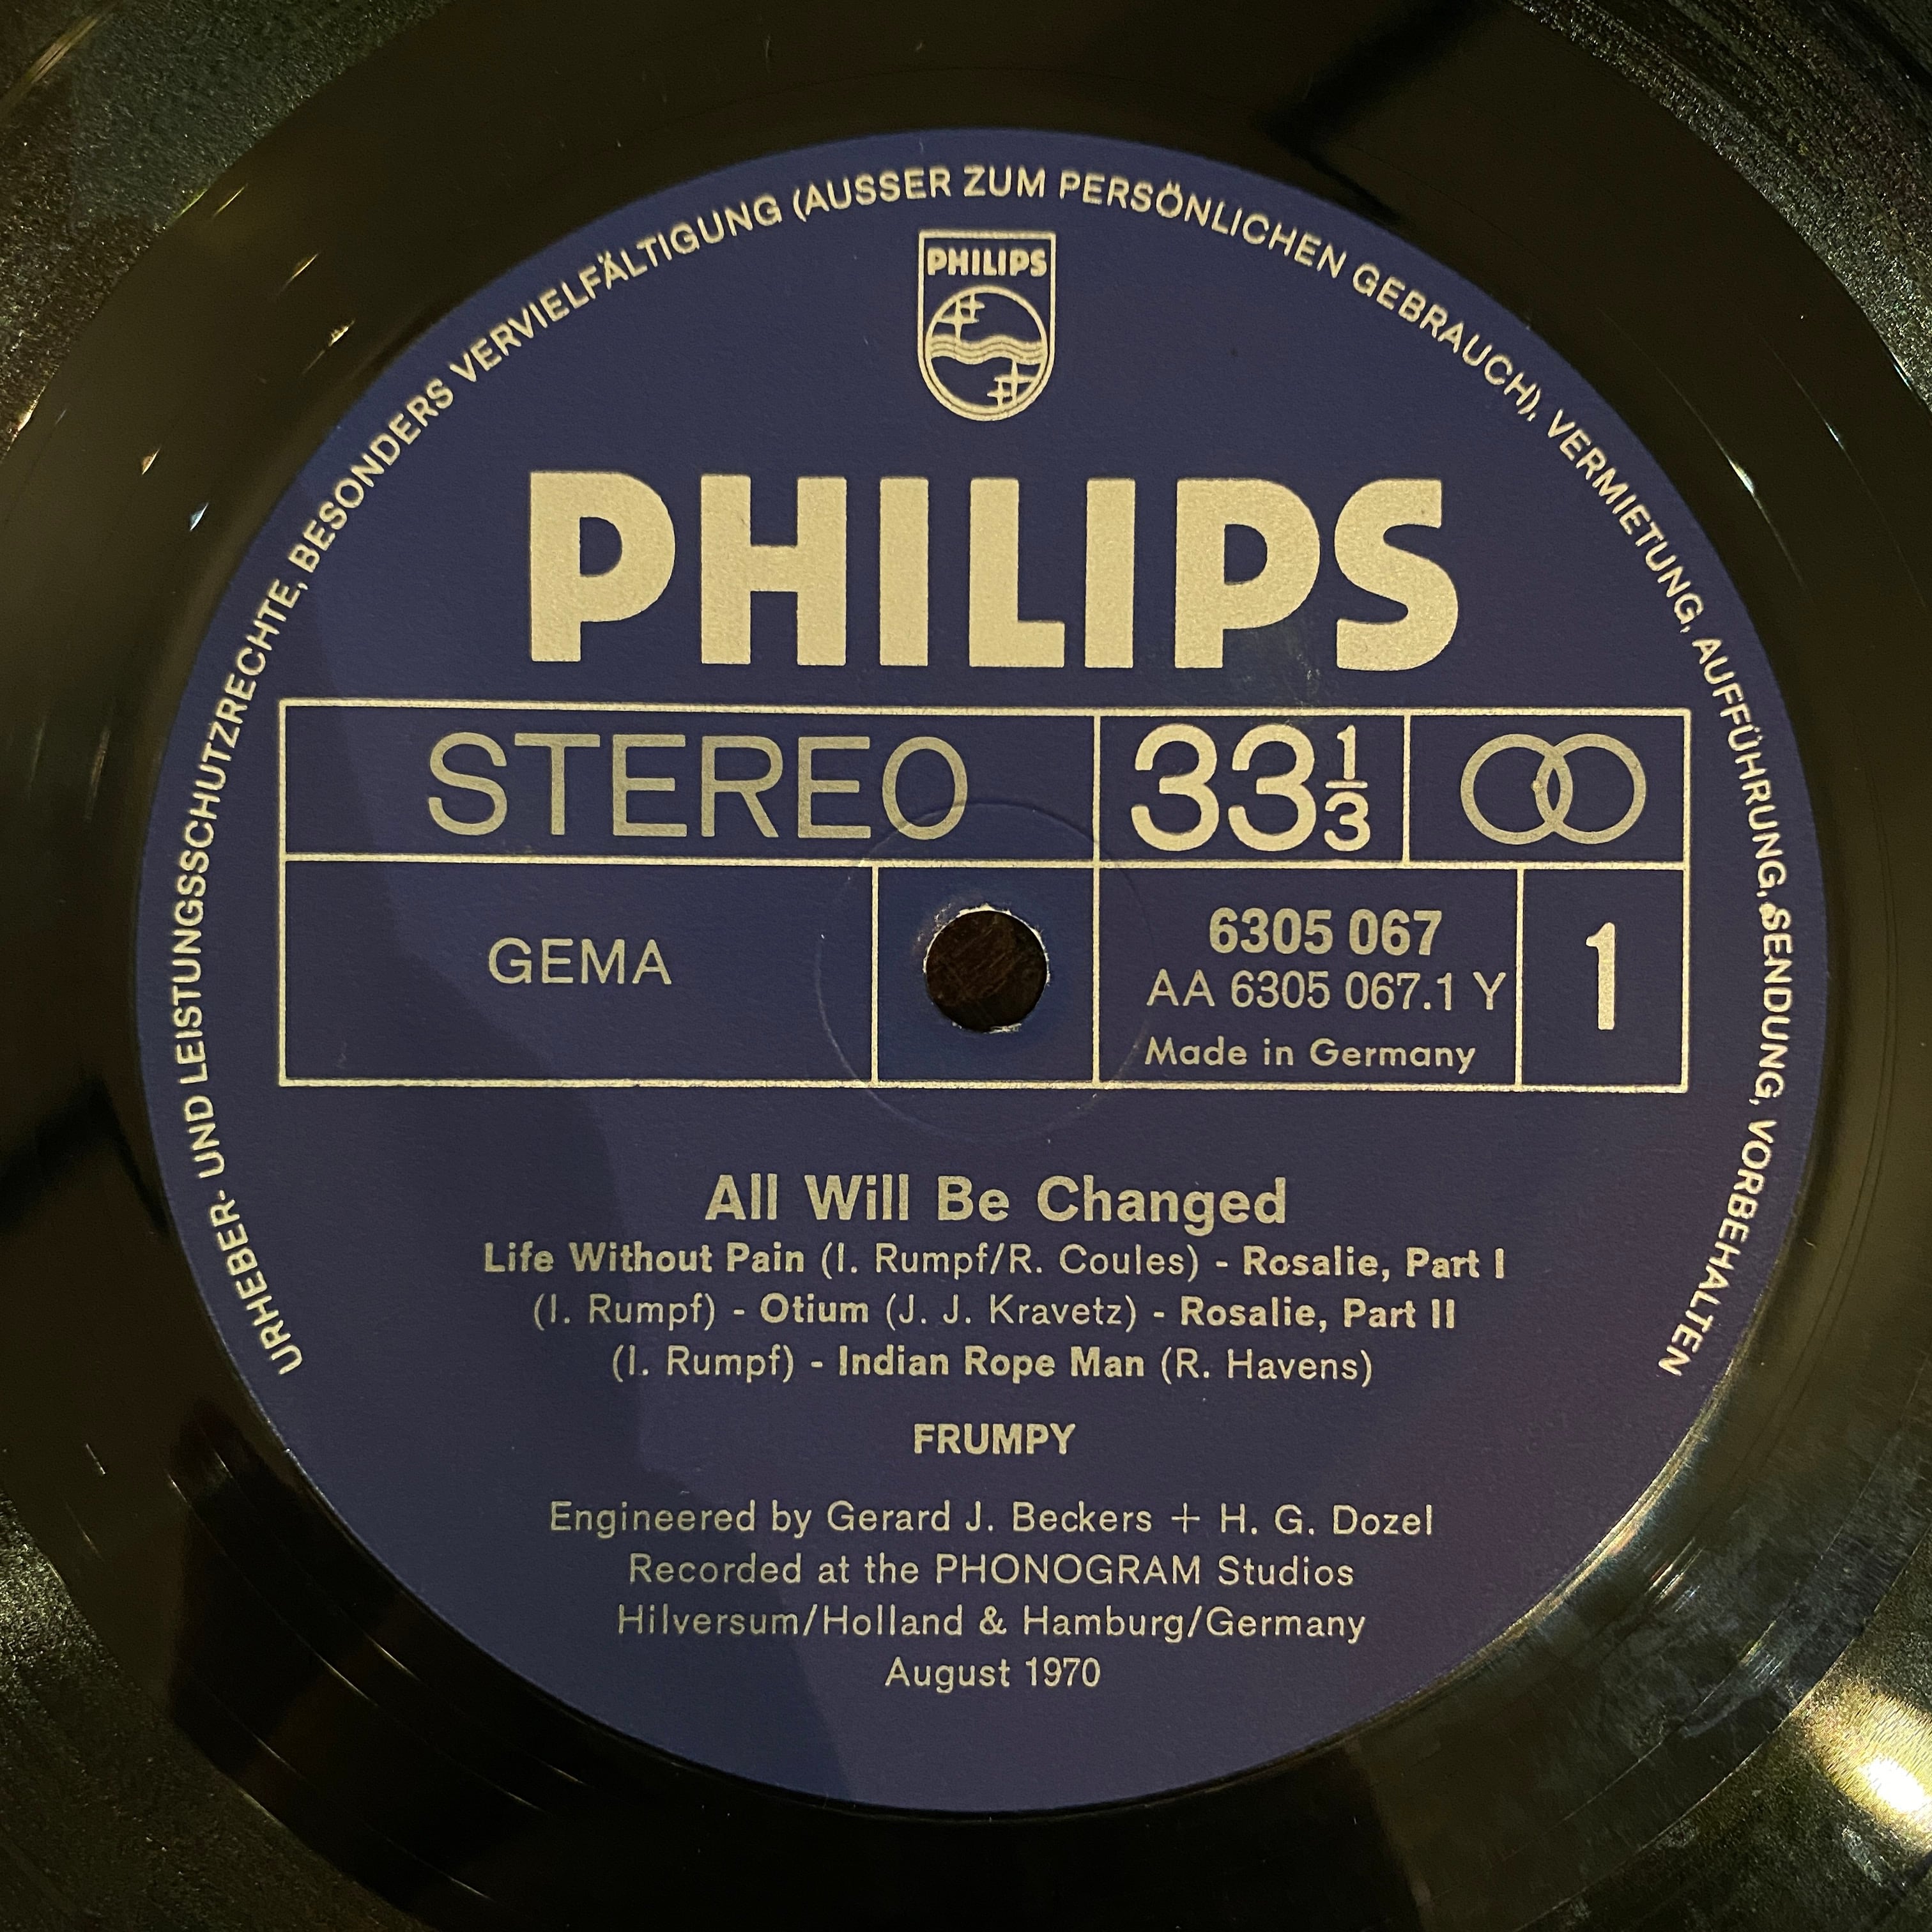 URHEBER- UND LEISTUNGSSCHUTZRECHTE, BESONDERS VERVIELFÄLTIGUNG (AUSSER ZUM PERSÖNLICHEN GEBRAUCH), VERMIETUNG, AUFFÜHRUNG, SENDUNG, VORBEHALTEN
PHILIPS
PHILIPS
STEREO 33 1/3
GEMA
6305 067
AA 6305 067.1 Y
Made in Germany
1
All Will Be Changed
Life Without Pain (I. Rumpf/R. Coules) - Rosalie, Part I
(I. Rumpf) - Otium (J. J. Kravetz) - Rosalie, Part II
(I. Rumpf) - Indian Rope Man (R. Havens)
FRUMPY
Engineered by Gerard J. Beckers + H. G. Dozel
Recorded at the PHONOGRAM Studios
Hilversum/Holland & Hamburg/Germany
August 1970